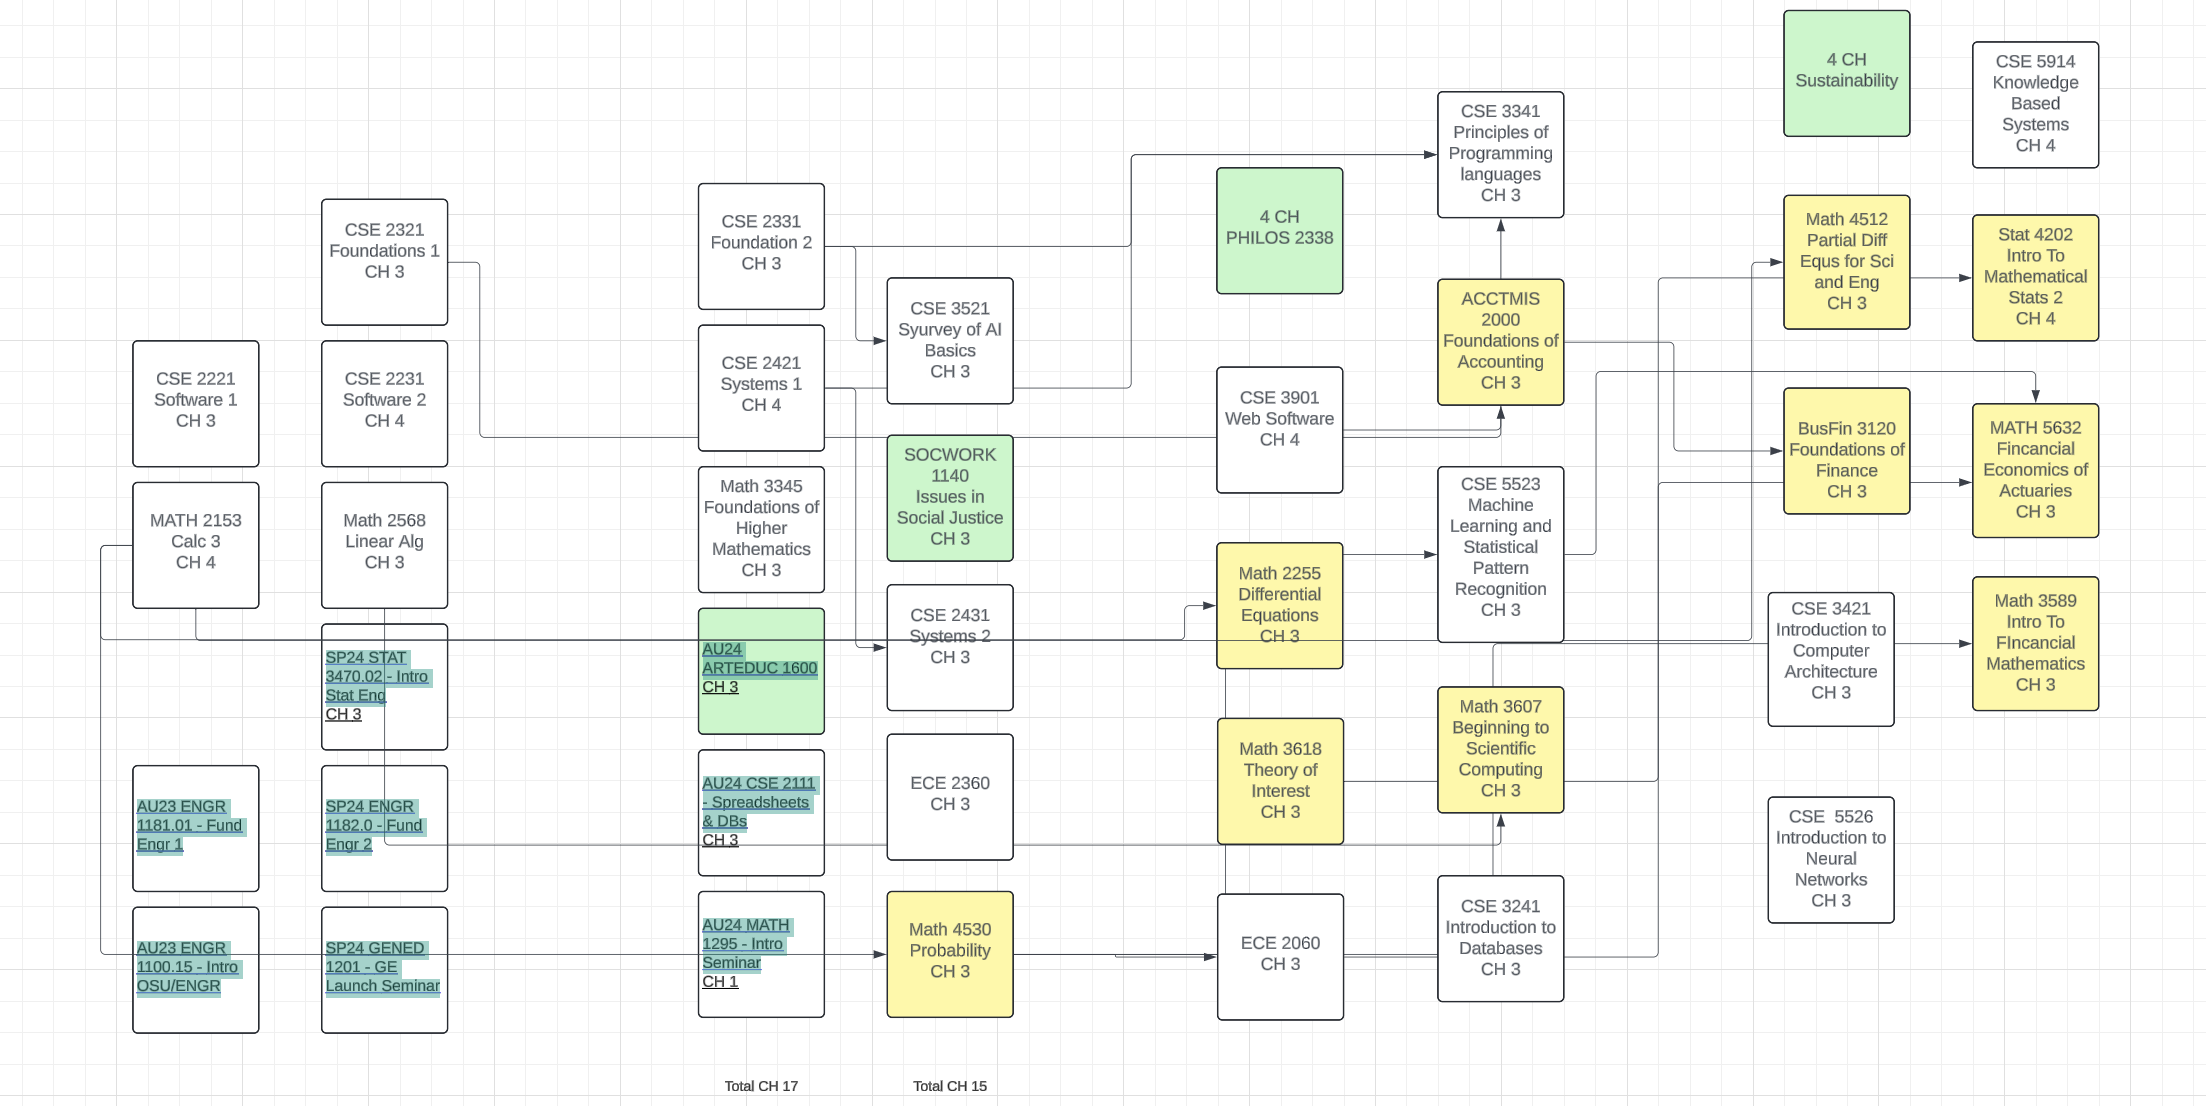 CSE 2221
Software 1
CH 3
MATH 2153
Calc 3
CH 4
AU23 ENGR
1181.01 - Fund
Engr 1
AU23 ENGR
1100.15 - Intro
OSU/ENGR
CSE 2321
Foundations 1
CH 3
CSE 2231
Software 2
CH 4
Math 2568
Linear Alg
CH 3
SP24 STAT
3470.02 - Intro
Stat Eng
CH 3
SP24 ENGR
1182.0 - Fund
Engr 2
SP24 GENED
1201 - GE
Launch Seminar
CSE 2331
Foundation 2
CH 3
CSE 2421
Systems 1
CH 4
Math 3345
Foundations of
Higher
Mathematics
CH 3
AU24
ARTEDUC 1600
CH 3
AU24 CSE 2111
- Spreadsheets
& DBs
CH 3
AU24 MATH
1295 - Intro
Seminar
CH 1
Total CH 17
CSE 3521
Syurvey of AI
Basics
CH 3
SOCWORK
1140
Issues in
Social Justice
CH 3
CSE 2431
Systems 2
CH 3
ECE 2360
CH 3
Math 4530
Probability
CH 3
Total CH 15
4 CH
PHILOS 2338
CSE 3901
Web Software
CH 4
Math 2255
Differential
Equations
CH 3
Math 3618
Theory of
Interest
CH 3
ECE 2060
CH 3
CSE 3341
Principles of
Programming
languages
CH 3
ACCTMIS
2000
Foundations of
Accounting
CH 3
CSE 5523
Machine
Learning and
Statistical
Pattern
Recognition
CH 3
Math 3607
Beginning to
Scientific
Computing
CH 3
CSE 3241
Introduction to
Databases
CH 3
4 CH
Sustainability
Math 4512
Partial Diff
Equs for Sci
and Eng
CH 3
BusFin 3120
Foundations of
Finance
CH 3
CSE 3421
Introduction to
Computer
Architecture
CH 3
CSE 5526
Introduction to
Neural
Networks
CH 3
CSE 5914
Knowledge
Based
Systems
CH 4
Stat 4202
Intro To
Mathematical
Stats 2
CH 4
MATH 5632
Fincancial
Economics of
Actuaries
CH 3
Math 3589
Intro To
FIncancial
Mathematics
CH 3